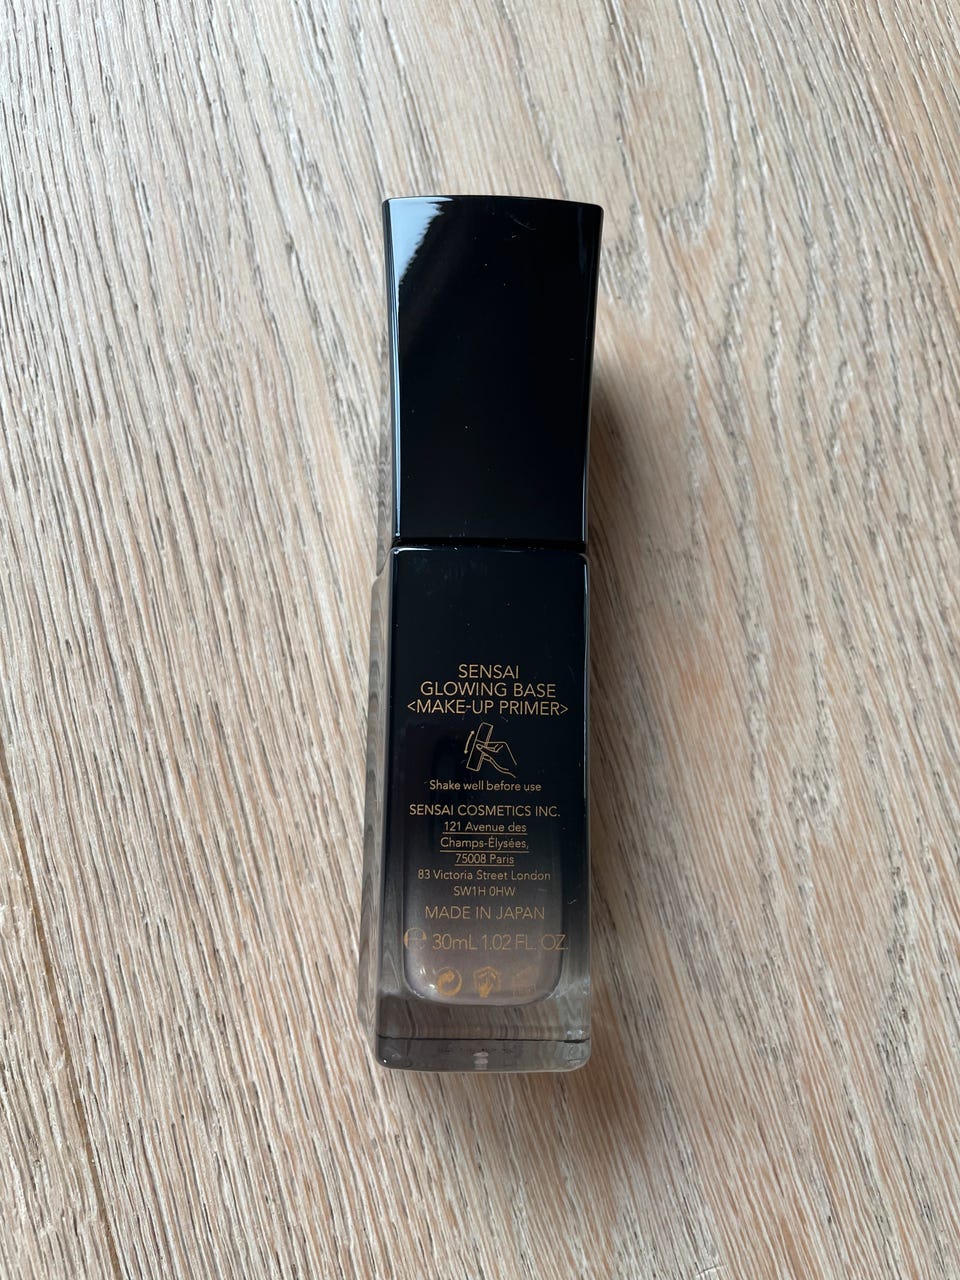 SENSAI
GLOWING BASE
<MAKE-UP PRIMER>
Shake well before use
SENSAI COSMETICS INC.
121 Avenue des
Champs-Élysées,
75008 Paris
83 Victoria Street London
SW1H 0HW
MADE IN JAPAN
℮ 30mL 1.02 FL. OZ.